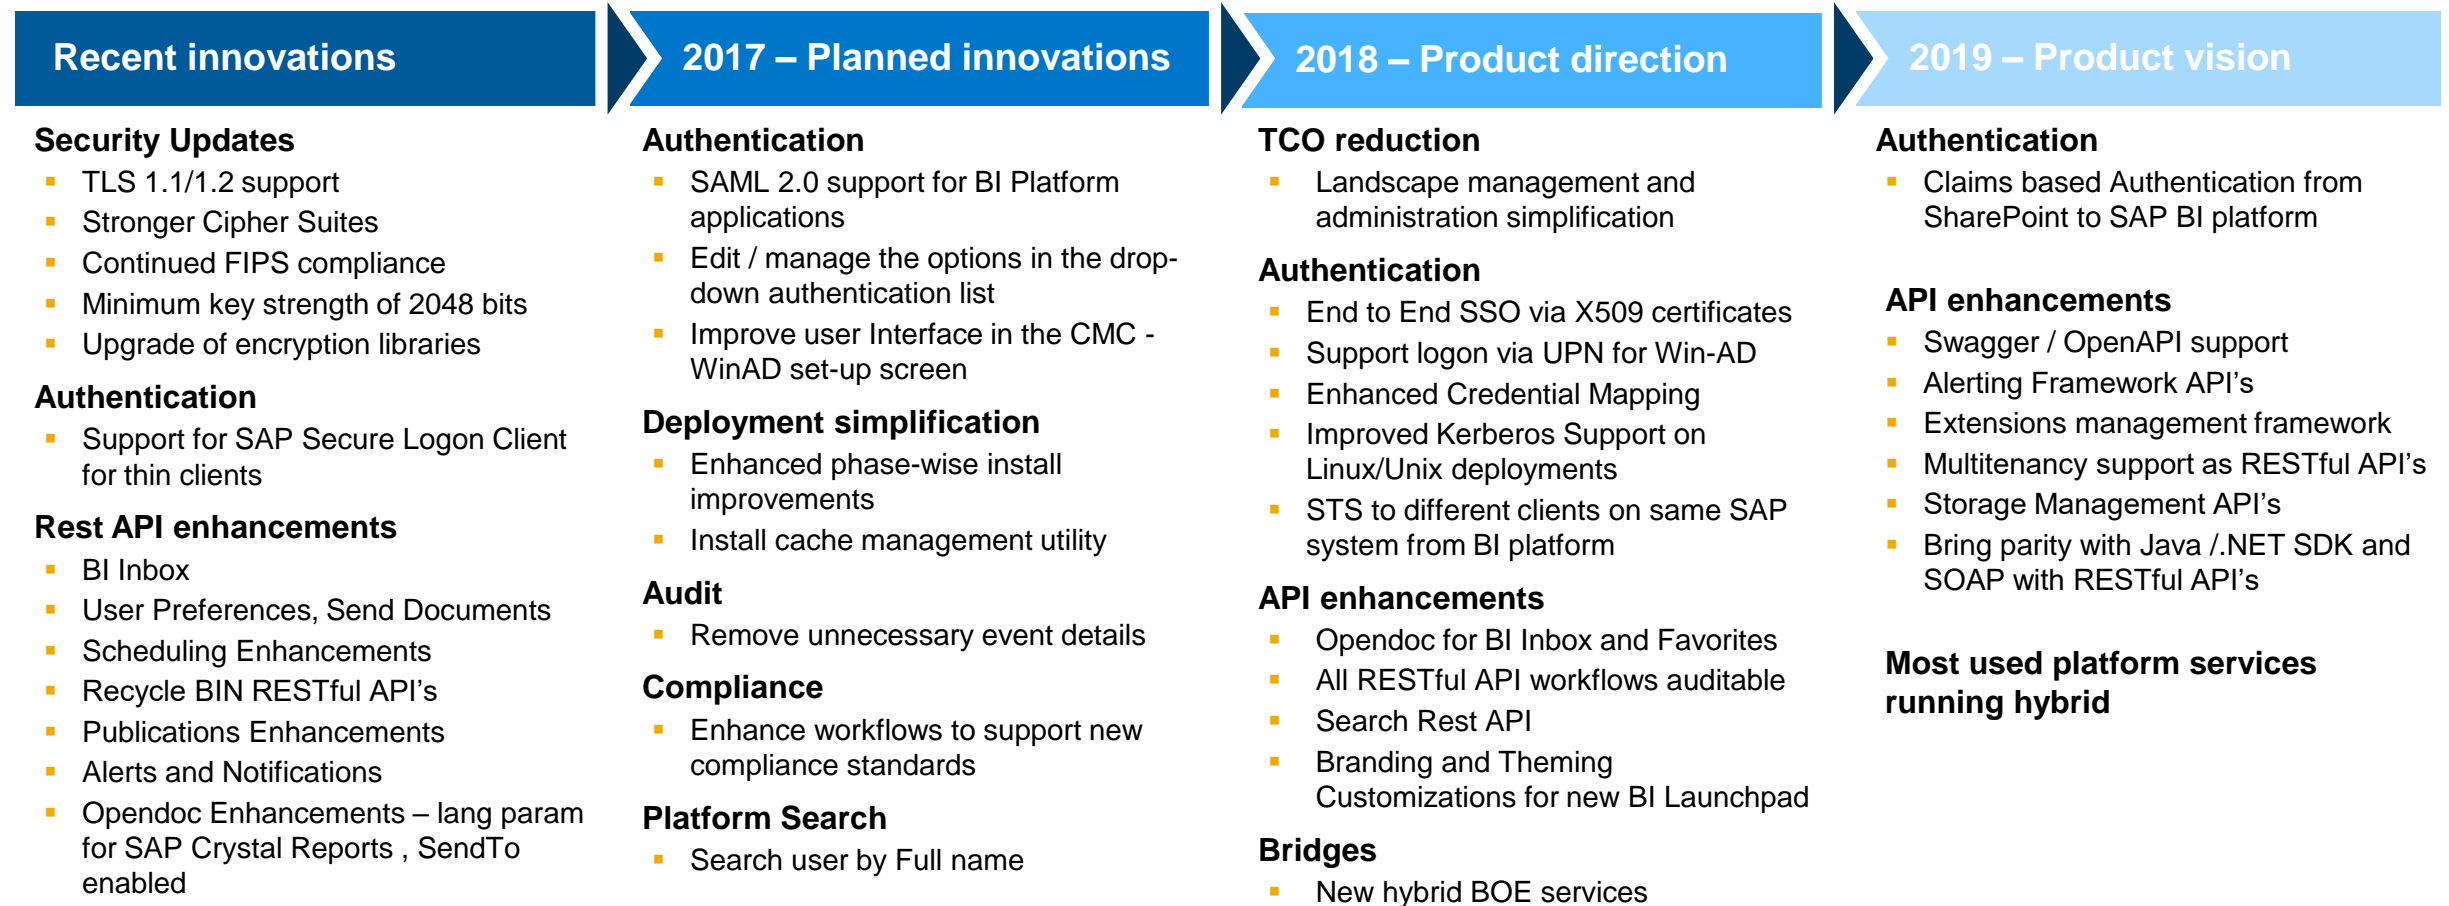 Recent innovations
Security Updates
TLS 1.1/1.2 support
Stronger Cipher Suites
Continued FIPS compliance
Minimum key strength of 2048 bits
Upgrade of encryption libraries
Authentication
Support for SAP Secure Logon Client
for thin clients
Rest API enhancements
BI Inbox
User Preferences, Send Documents
Scheduling Enhancements
Recycle BIN RESTful API’s
Publications Enhancements
Alerts and Notifications
Opendoc Enhancements – lang param
for SAP Crystal Reports , SendTo
enabled
2017 – Planned innovations
Authentication
SAML 2.0 support for BI Platform
applications
Edit / manage the options in the drop-
down authentication list
Improve user Interface in the CMC -
WinAD set-up screen
Deployment simplification
Enhanced phase-wise install
improvements
Install cache management utility
Audit
Remove unnecessary event details
Compliance
Enhance workflows to support new
compliance standards
Platform Search
Search user by Full name
2018 – Product direction
TCO reduction
Landscape management and
administration simplification
Authentication
End to End SSO via X509 certificates
Support logon via UPN for Win-AD
Enhanced Credential Mapping
Improved Kerberos Support on
Linux/Unix deployments
STS to different clients on same SAP
system from BI platform
API enhancements
Opendoc for BI Inbox and Favorites
All RESTful API workflows auditable
Search Rest API
Branding and Theming
Customizations for new BI Launchpad
Bridges
New hybrid BOE services
2019 – Product vision
Authentication
Claims based Authentication from
SharePoint to SAP BI platform
API enhancements
Swagger / OpenAPI support
Alerting Framework API’s
Extensions management framework
Multitenancy support as RESTful API’s
Storage Management API’s
Bring parity with Java /.NET SDK and
SOAP with RESTful API’s
Most used platform services
running hybrid